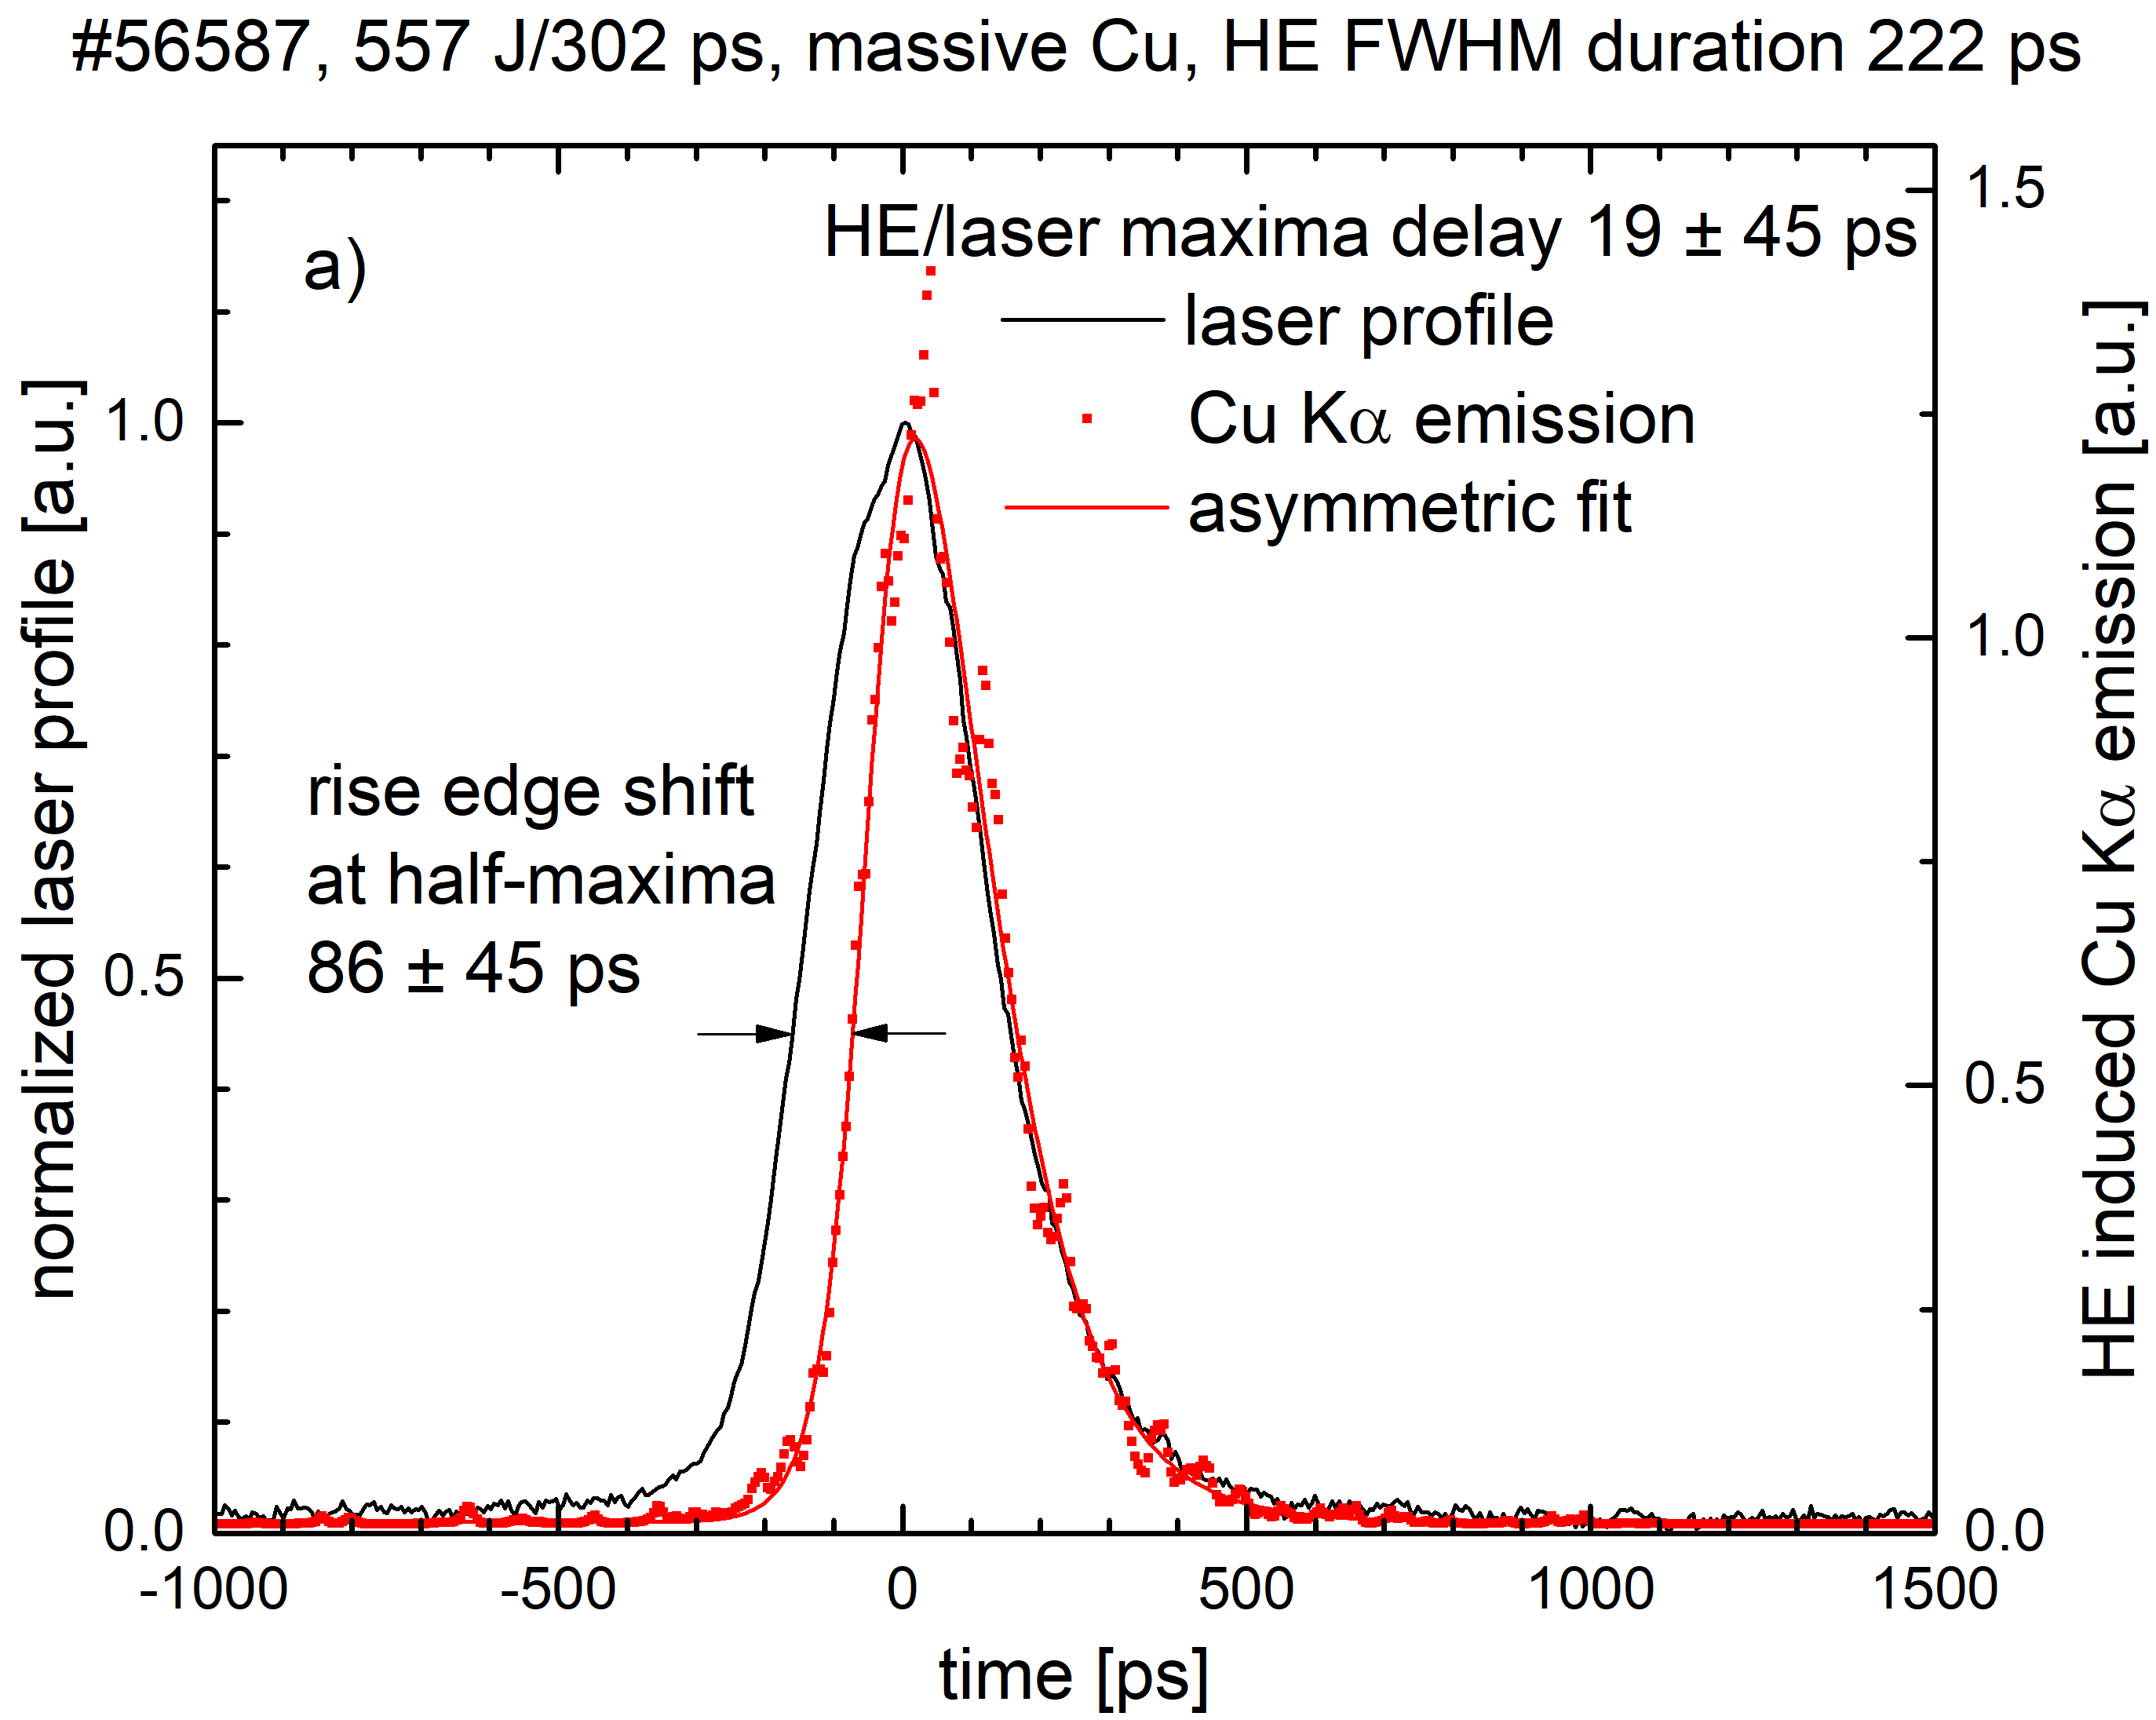 #56587, 557 J/302 ps, massive Cu, HE FWHM duration 222 ps
HE/laser maxima delay 19 ± 45 ps
a)
laser profile
Cu Kα emission
asymmetric fit
rise edge shift
at half-maxima
86 ± 45 ps
normalized laser profile [a.u.]
1.0
0.5
0.0
HE induced Cu Kα emission [a.u.]
1.5
1.0
0.5
0.0
-1000 -500 0 500 1000 1500
time [ps]